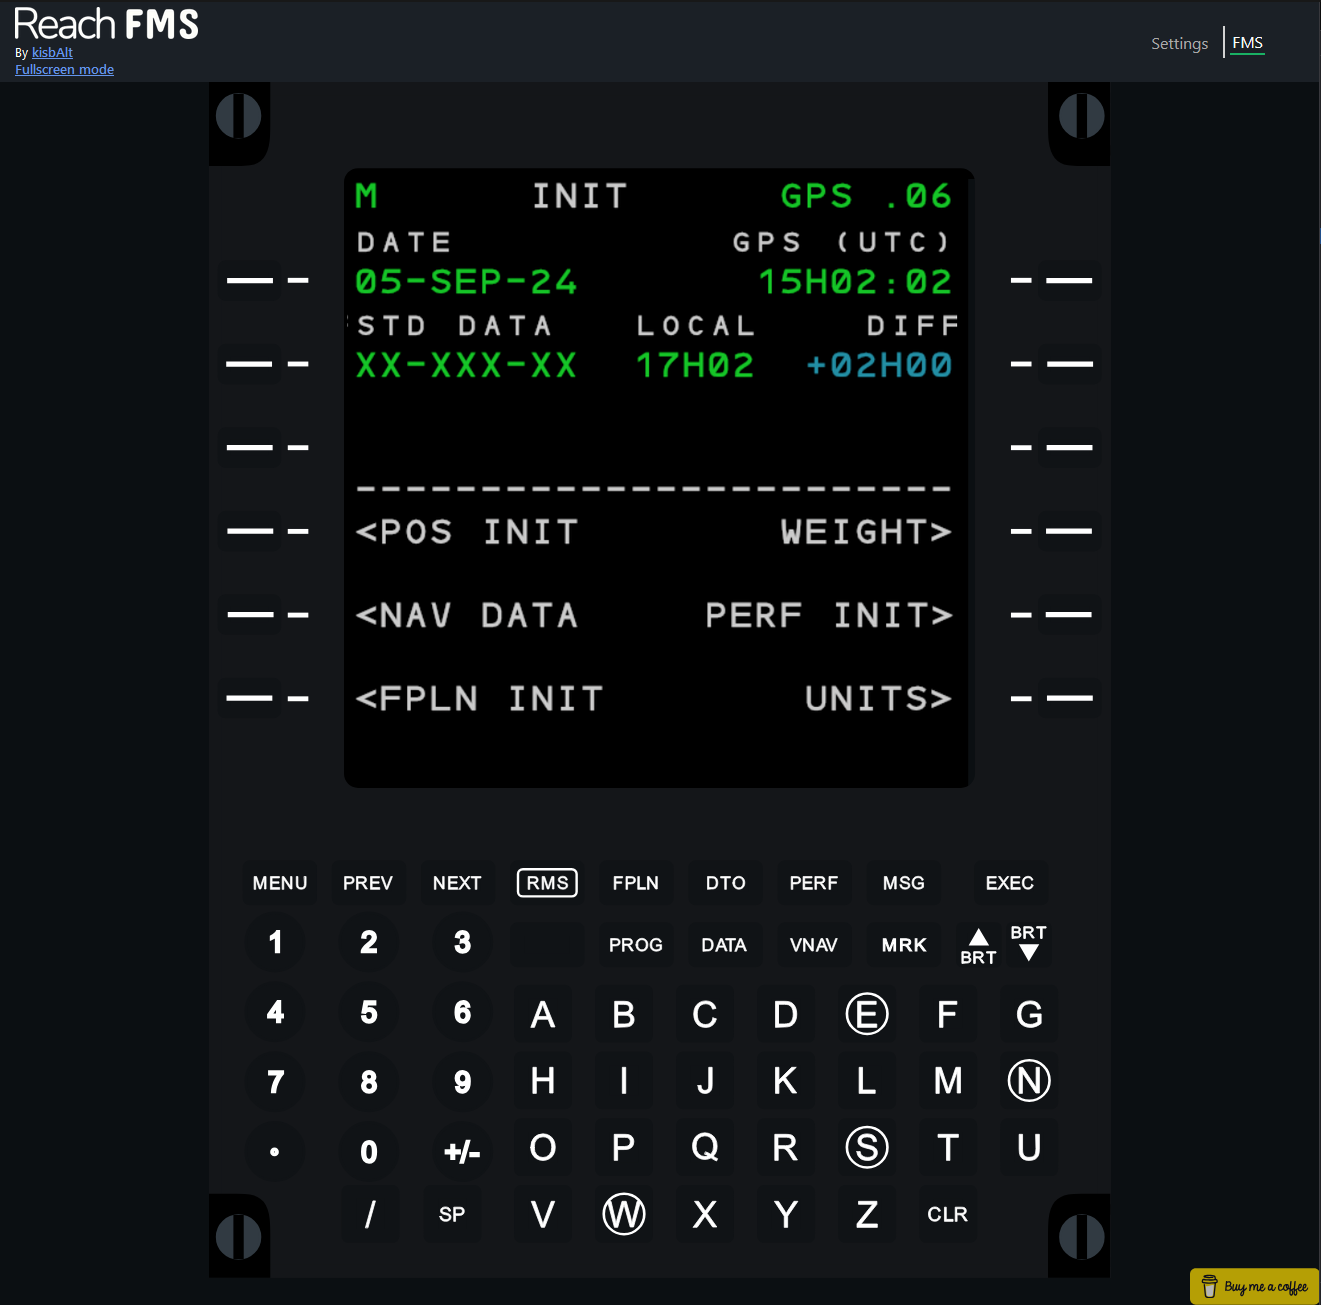 Reach FMS
By kisbAlt
Fullscreen mode
Settings
FMS
M INIT GPS .06
DATE GPS (UTC)
05-SEP-24 15H02:02
STD DATA LOCAL DIFF
XX-XXX-XX 17H02 +02H00
------------------------
<POS INIT WEIGHT>
<NAV DATA PERF INIT>
<FPLN INIT UNITS>
MENU PREV NEXT RMS FPLN DTO PERF MSG EXEC
1 2 3 PROG DATA VNAV MRK BRT BRT
4 5 6 A B C D E F G
7 8 9 H I J K L M N
. 0 +/- O P Q R S T U
/ SP V W X Y Z CLR
Buy me a coffee